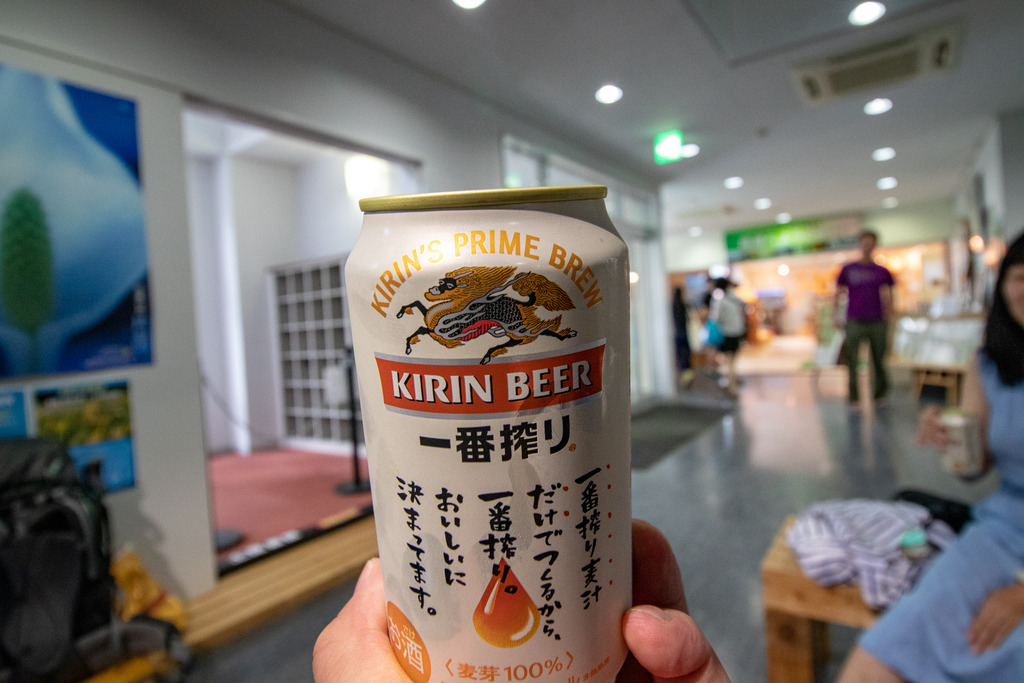 KIRIN'S PRIME BREW
KIRIN BEER
一番搾り
一番搾り麦汁
だけでつくるから、
一番搾り。
おいしいに
決まってます。
お酒
〈麦芽100%〉